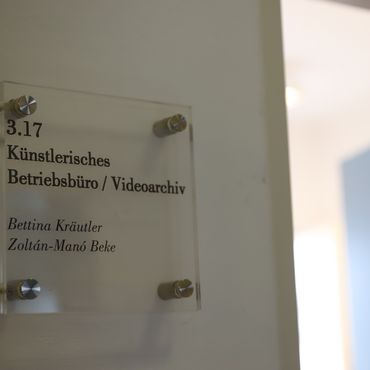 3.17
Künstlerisches
Betriebsbüro / Videoarchiv
Bettina Kräutler
Zoltán-Manó Beke